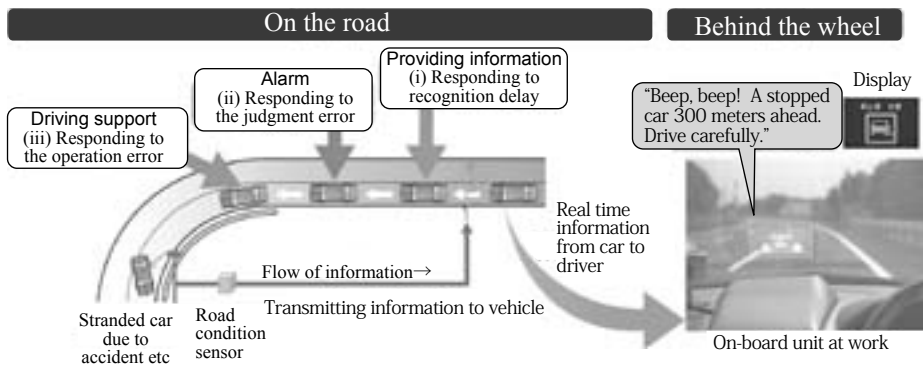 On the road
Behind the wheel
Providing information
(i) Responding to
recognition delay
Alarm
(ii) Responding to
the judgment error
Driving support
(iii) Responding to
the operation error
"Beep, beep! A stopped
car 300 meters ahead.
Drive carefully."
Display
Real time
information
from car to
driver
Flow of information→
Transmitting information to vehicle
Stranded car
due to
accident etc
Road
condition
sensor
On-board unit at work